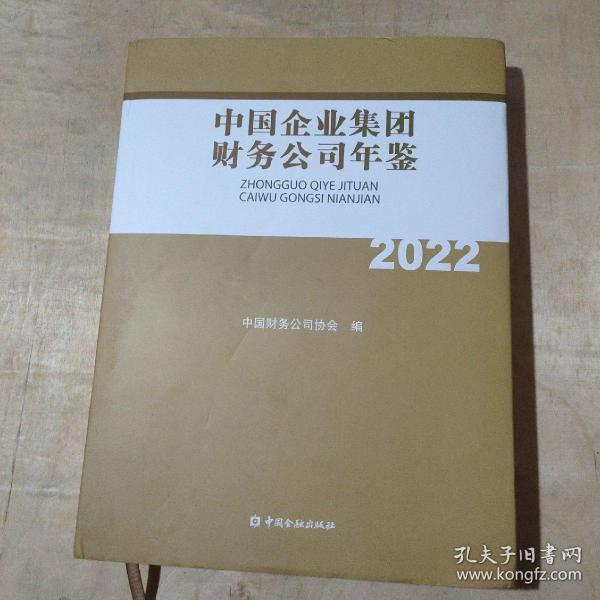 中国企业集团
财务公司年鉴
ZHONGGUO QIYE JITUAN
CAIWU GONGSI NIANJIAN
2022
中国财务公司协会 编
中国金融出版社
孔夫子旧书网
www.kongfz.com